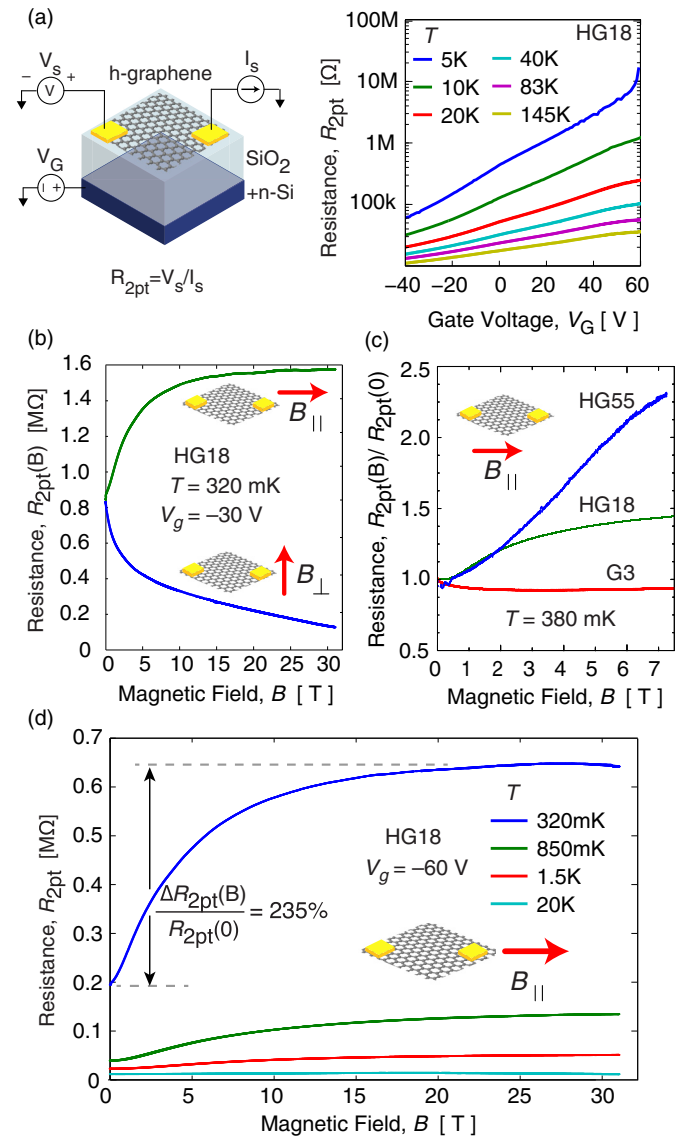 (a)
V_s
− V +
h-graphene
I_s
V_G
− +
SiO₂
+n-Si
R_2pt=V_s/I_s
Resistance, R_2pt [Ω]
100M
10M
1M
100k
T
HG18
5K
10K
20K
40K
83K
145K
−40 −20 0 20 40 60
Gate Voltage, V_G [ V ]
(b)
Resistance, R_2pt(B) [MΩ]
1.6
1.4
1.2
1.0
0.8
0.6
0.4
0.2
0
B_||
HG18
T = 320 mK
V_g = −30 V
B_⊥
0 5 10 15 20 25 30
Magnetic Field, B [ T ]
(c)
Resistance, R_2pt(B)/ R_2pt(0)
2.5
2.0
1.5
1.0
0.5
HG55
B_||
HG18
G3
T = 380 mK
0 1 2 3 4 5 6 7
Magnetic Field, B [ T ]
(d)
Resistance, R_2pt [MΩ]
0.7
0.6
0.5
0.4
0.3
0.2
0.1
0
ΔR_2pt(B)
R_2pt(0)
= 235%
HG18
V_g = −60 V
T
320mK
850mK
1.5K
20K
B_||
0 5 10 15 20 25 30
Magnetic Field, B [ T ]